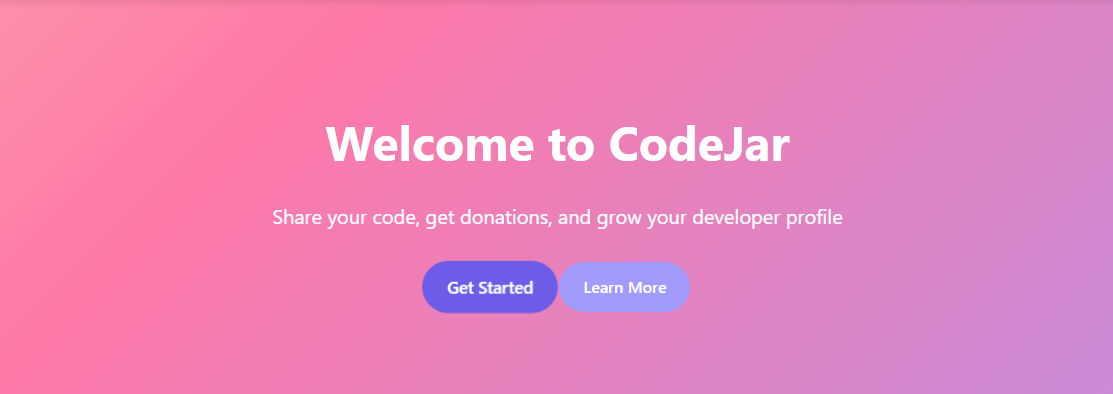 Welcome to CodeJar
Share your code, get donations, and grow your developer profile
Get Started
Learn More